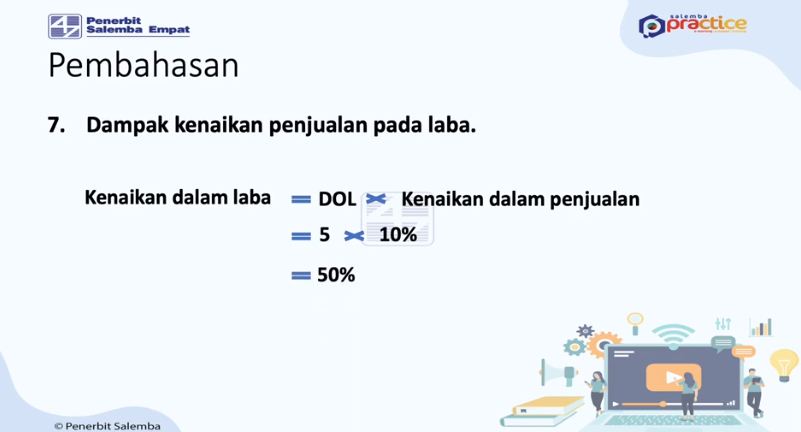 Penerbit
Salemba Empat
salemba
practice
Pembahasan
7. Dampak kenaikan penjualan pada laba.
Kenaikan dalam laba = DOL × Kenaikan dalam penjualan
= 5 × 10%
= 50%
© Penerbit Salemba